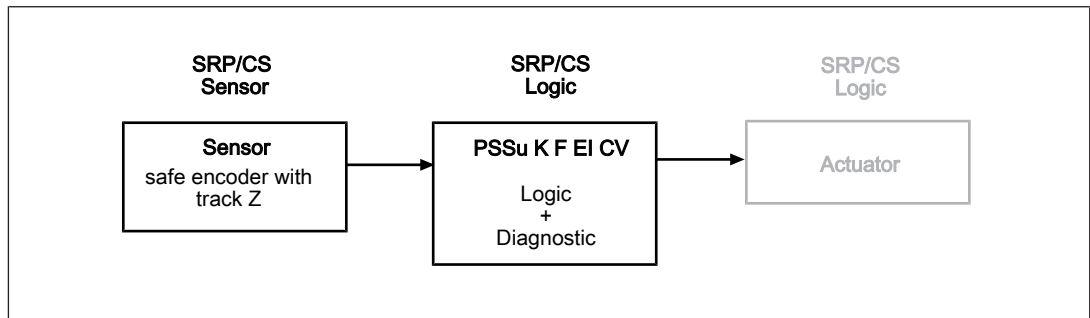 SRP/CS
Sensor
SRP/CS
Logic
SRP/CS
Logic
Sensor
safe encoder with
track Z
PSSu K F EI CV
Logic
+
Diagnostic
Actuator